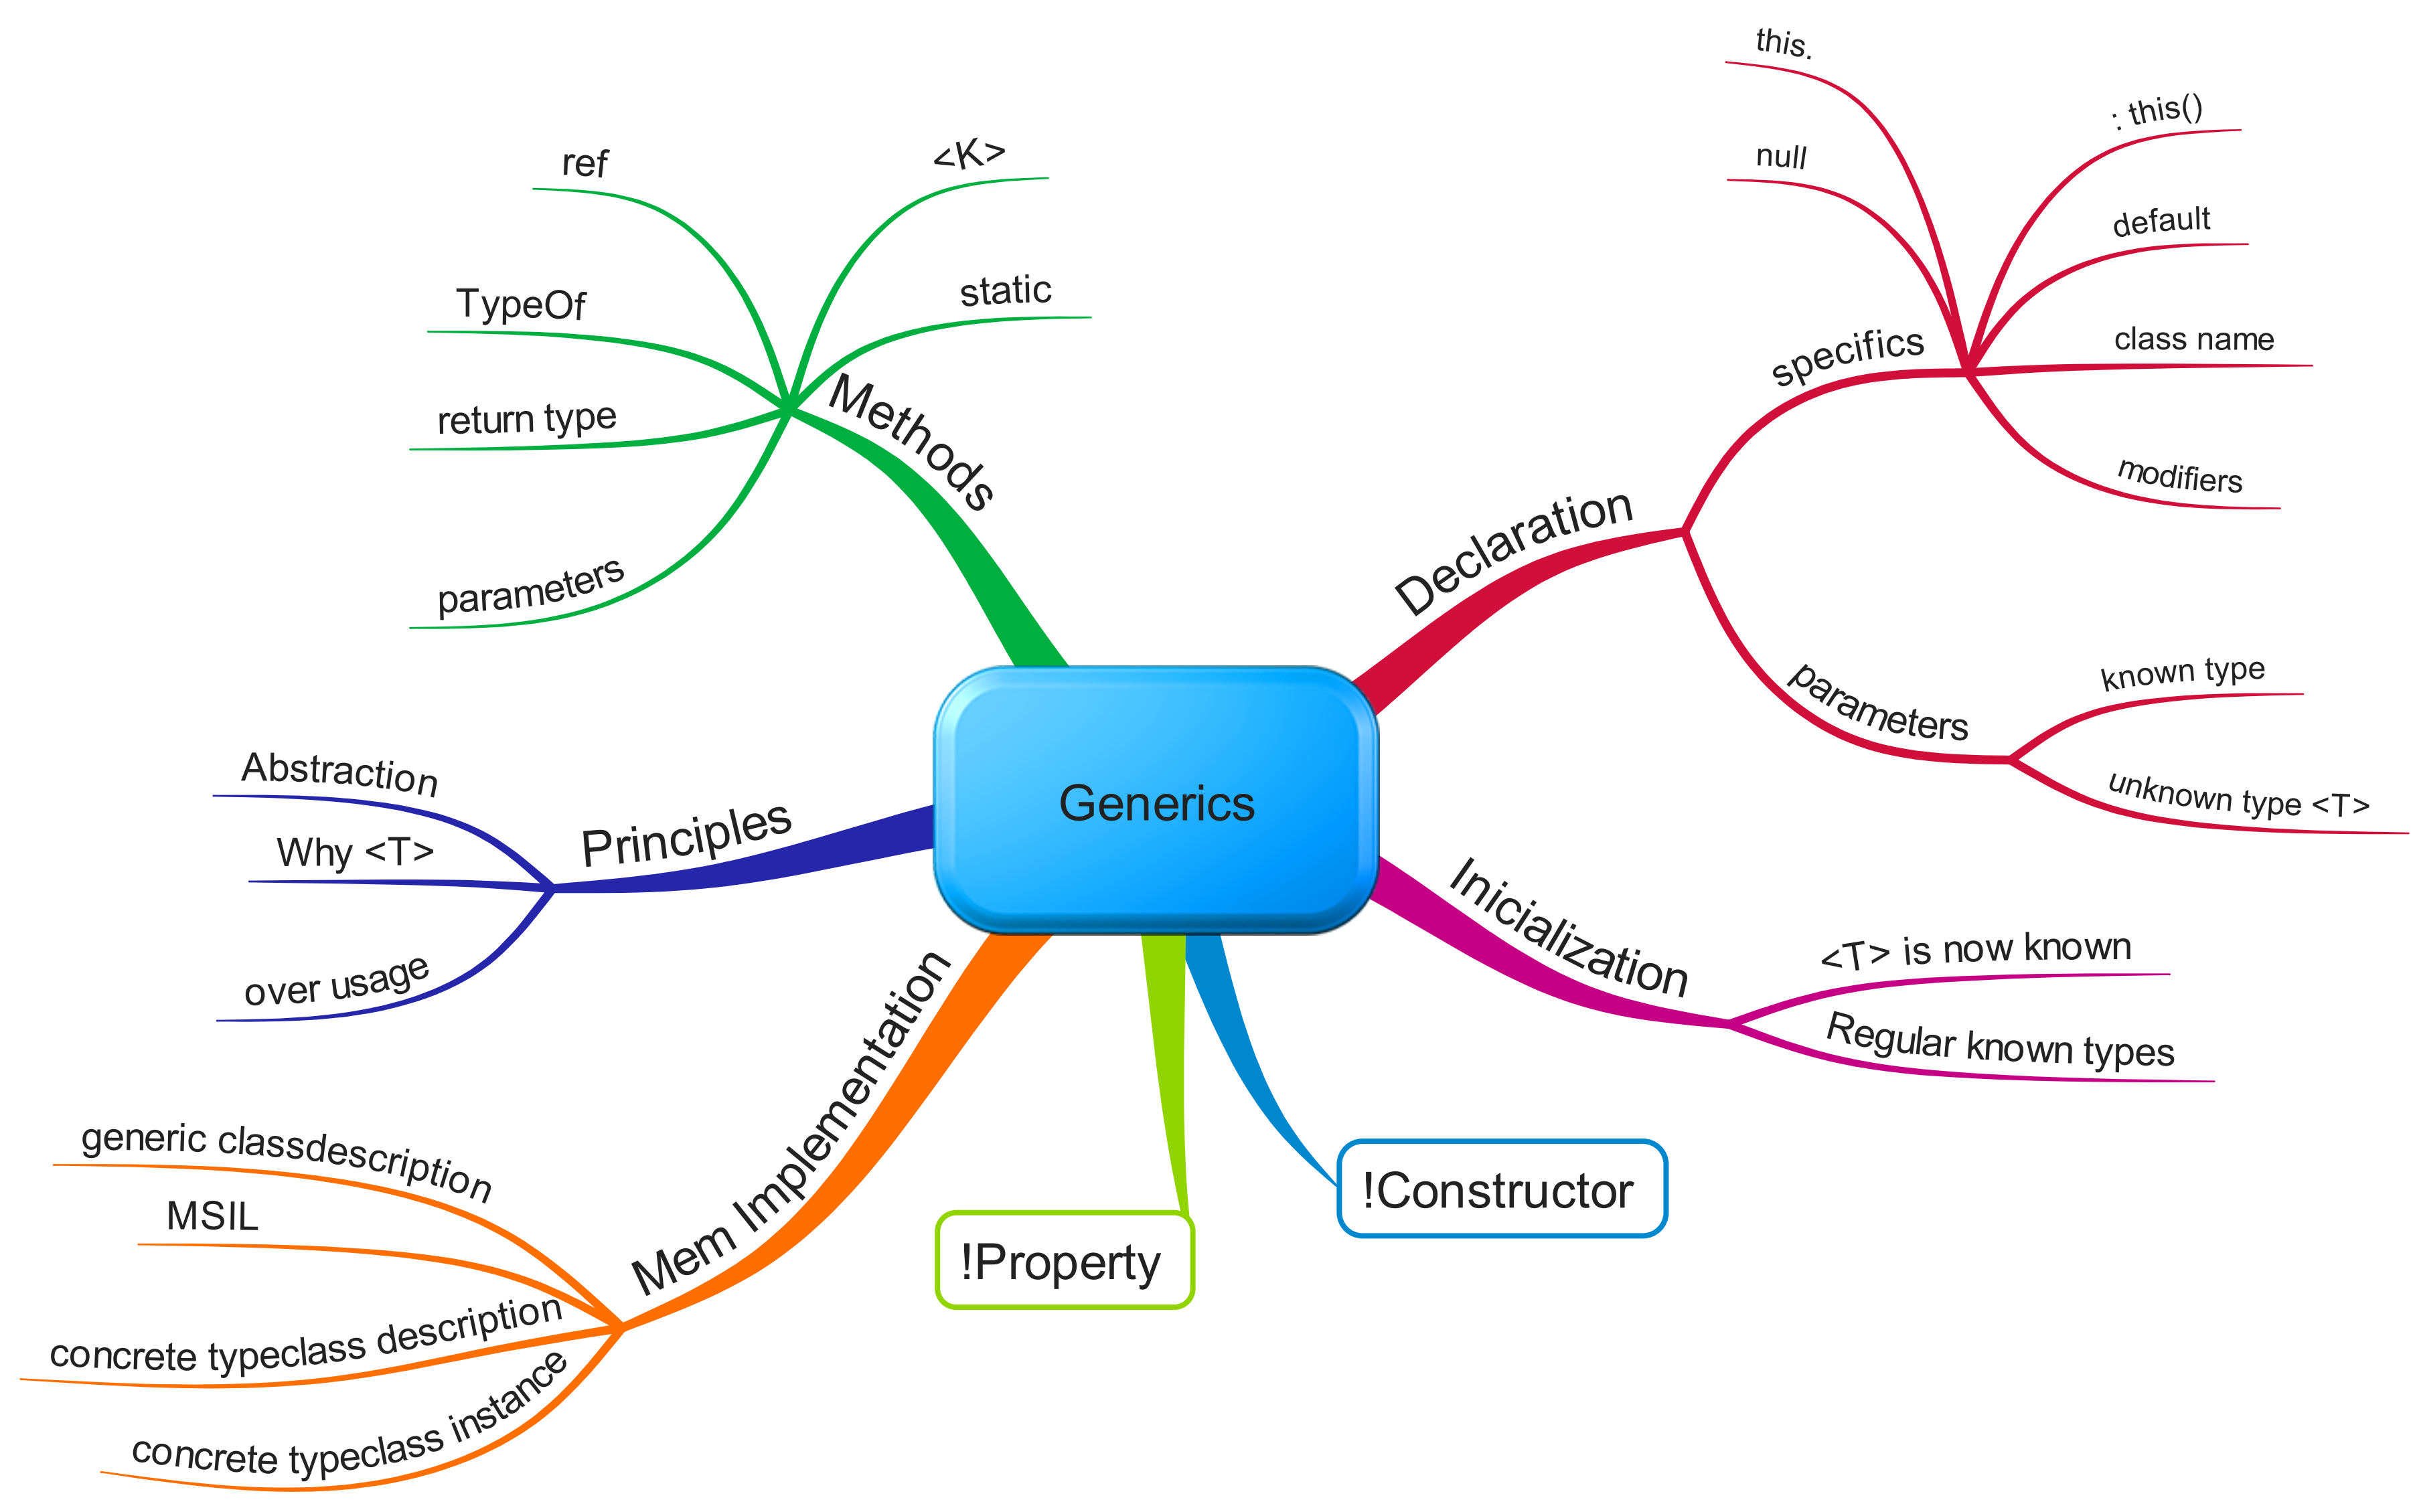 Generics
Declaration
specifics
this.
null
: this()
default
class name
modifiers
parameters
known type
unknown type <T>
Inicialization
<T> is now known
Regular known types
!Constructor
!Property
Mem Implementation
generic classdescription
MSIL
concrete typeclass description
concrete typeclass instance
Principles
Abstraction
Why <T>
over usage
Methods
ref
TypeOf
return type
parameters
<K>
static